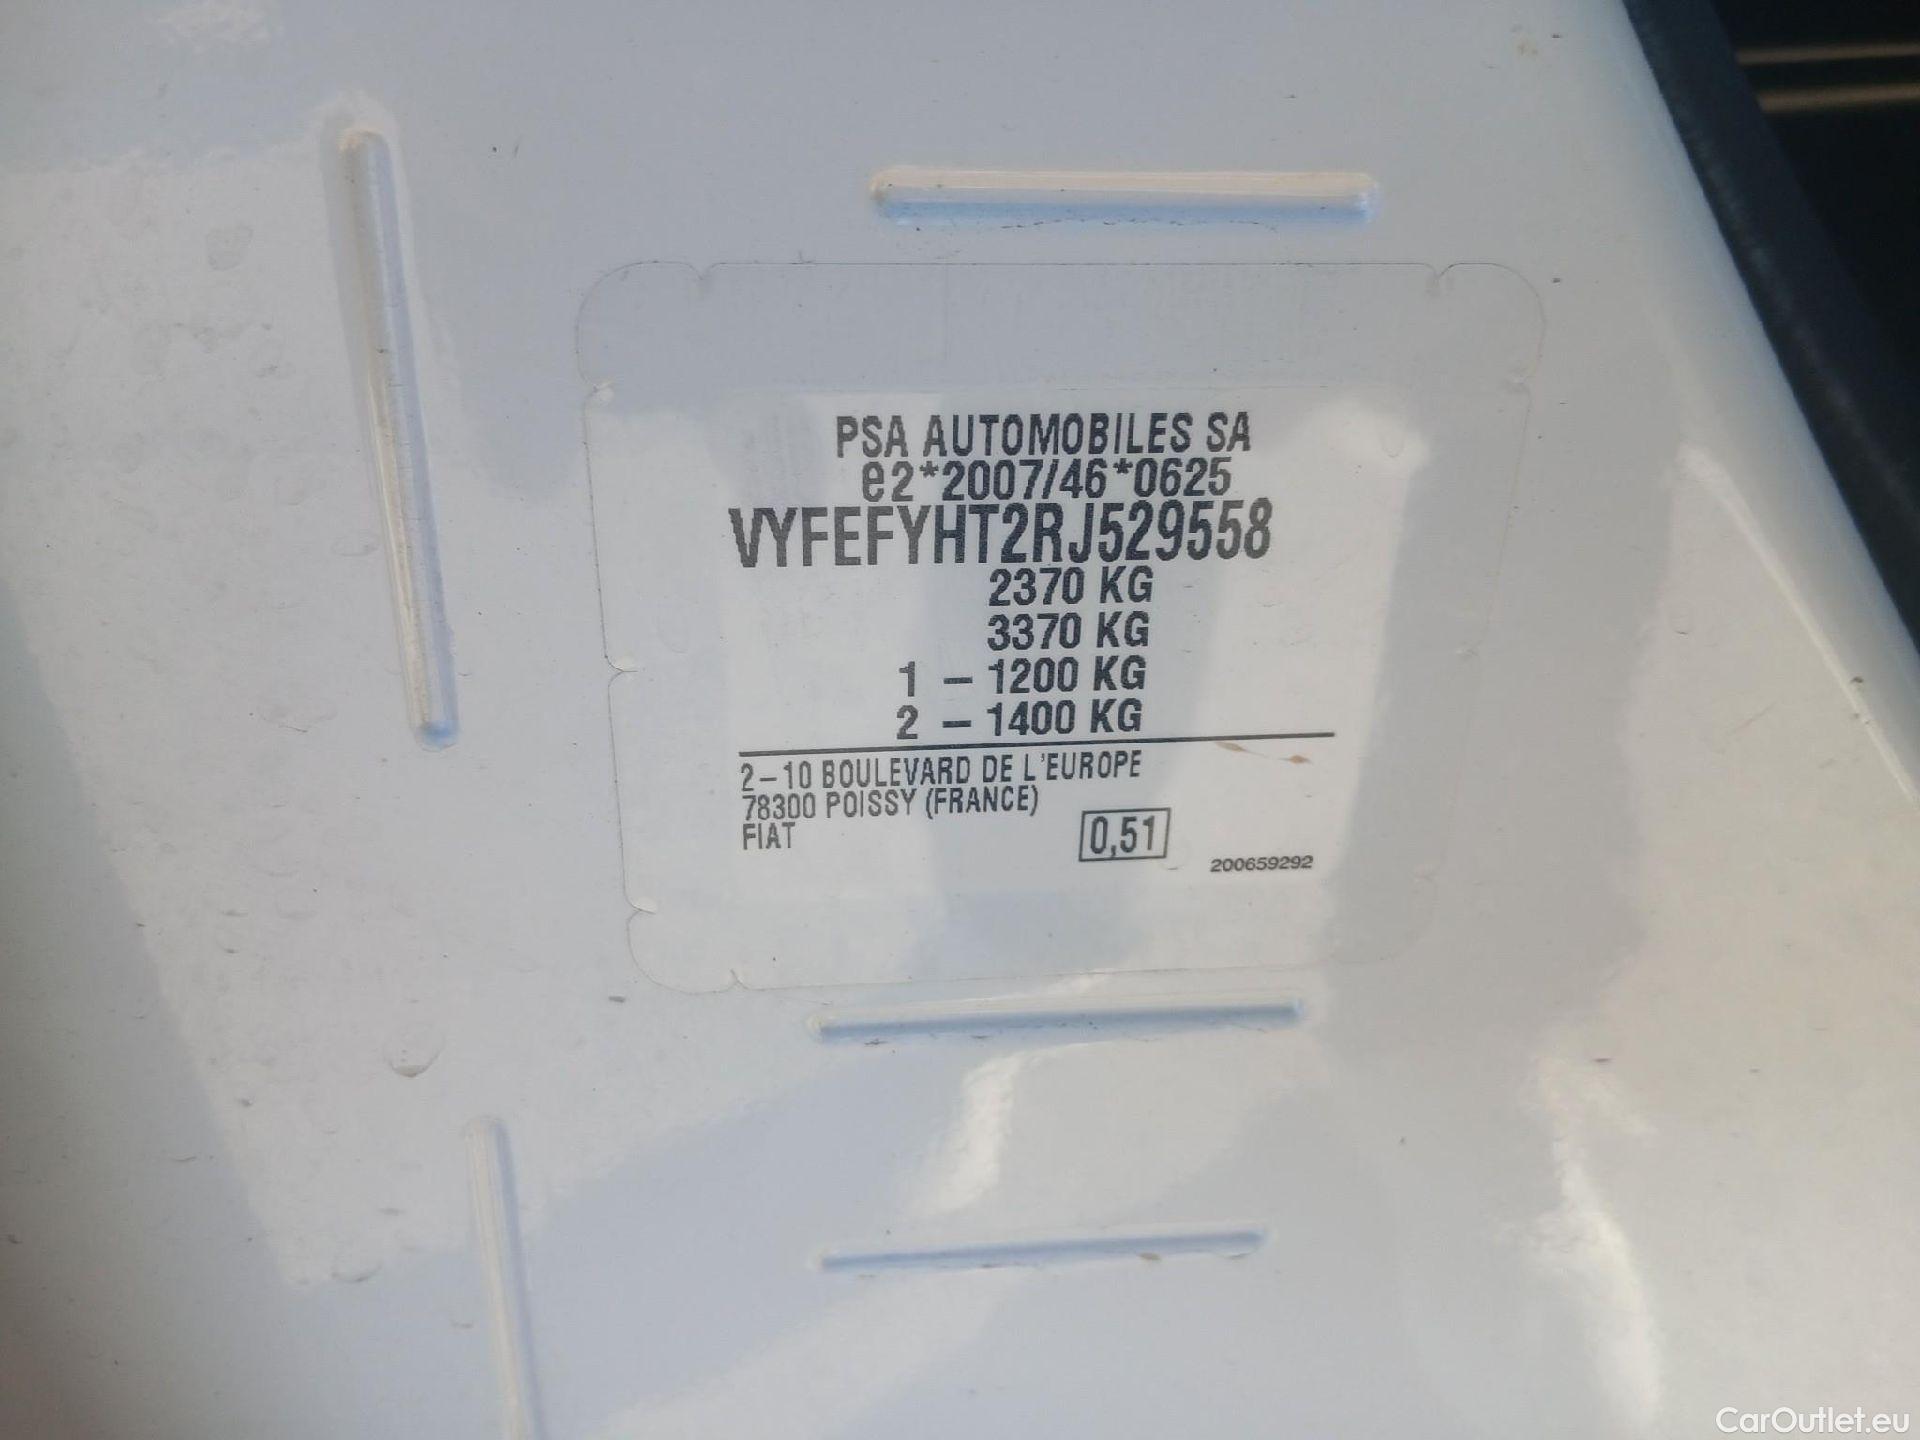 PSA AUTOMOBILES SA
e2*2007/46*0625
VYFEFYHT2RJ529558
2370 KG
3370 KG
1 - 1200 KG
2 - 1400 KG
2-10 BOULEVARD DE L'EUROPE
78300 POISSY (FRANCE)
FIAT
0,51
200659292
CarOutlet.eu